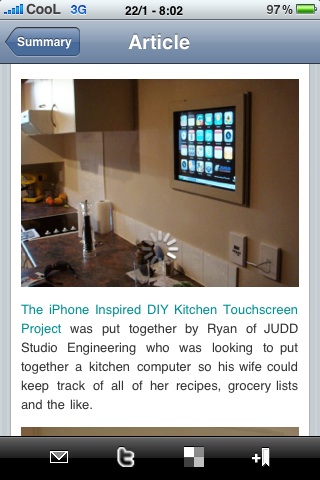 CooL 3G 22/1 - 8:02 97%
Summary
Article
The iPhone Inspired DIY Kitchen Touchscreen
Project was put together by Ryan of JUDD
Studio Engineering who was looking to put
together a kitchen computer so his wife could
keep track of all of her recipes, grocery lists
and the like.